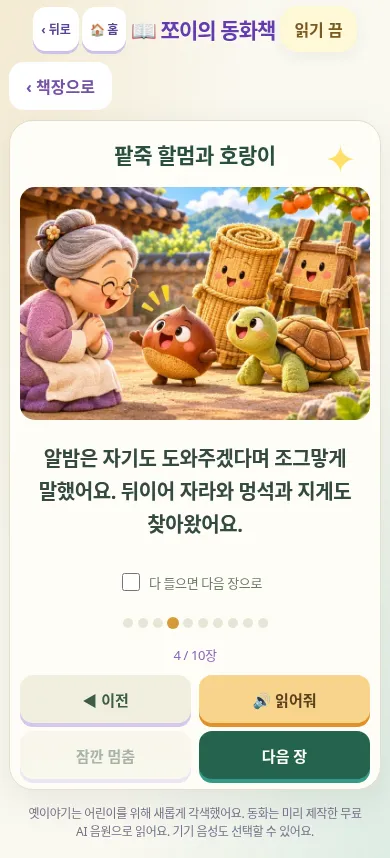 ‹ 뒤로 🏠 홈 📖 쪼이의 동화책 읽기 끔
‹ 책장으로
팥죽 할멈과 호랑이
알밤은 자기도 도와주겠다며 조그맣게
말했어요. 뒤이어 자라와 멍석과 지게도
찾아왔어요.
다 들으면 다음 장으로
4 / 10장
◀ 이전 🔊 읽어줘
잠깐 멈춤 다음 장
옛이야기는 어린이를 위해 새롭게 각색했어요. 동화는 미리 제작한 무료
AI 음원으로 읽어요. 기기 음성도 선택할 수 있어요.